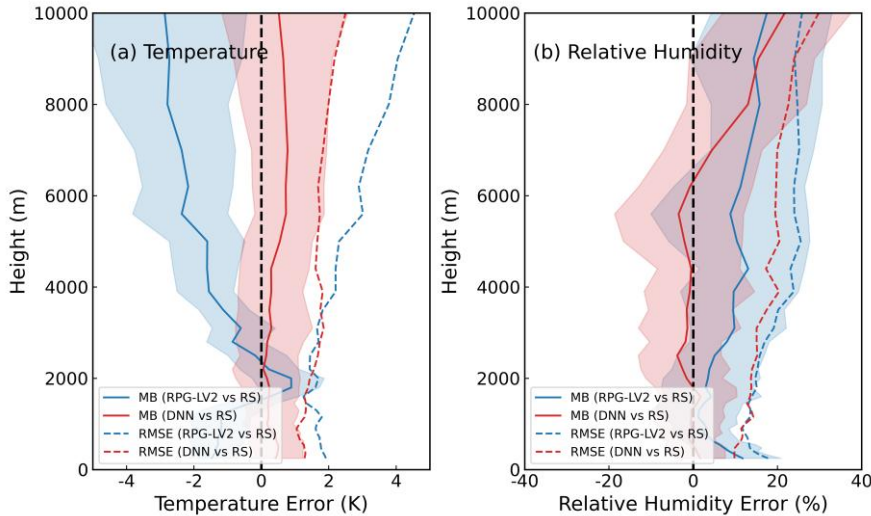 (a) Temperature
Height (m)
10000
8000
6000
4000
2000
0
MB (RPG-LV2 vs RS)
MB (DNN vs RS)
RMSE (RPG-LV2 vs RS)
RMSE (DNN vs RS)
-4
-2
0
2
4
Temperature Error (K)
(b) Relative Humidity
Height (m)
10000
8000
6000
4000
2000
0
MB (RPG-LV2 vs RS)
MB (DNN vs RS)
RMSE (RPG-LV2 vs RS)
RMSE (DNN vs RS)
-40
-20
0
20
40
Relative Humidity Error (%)